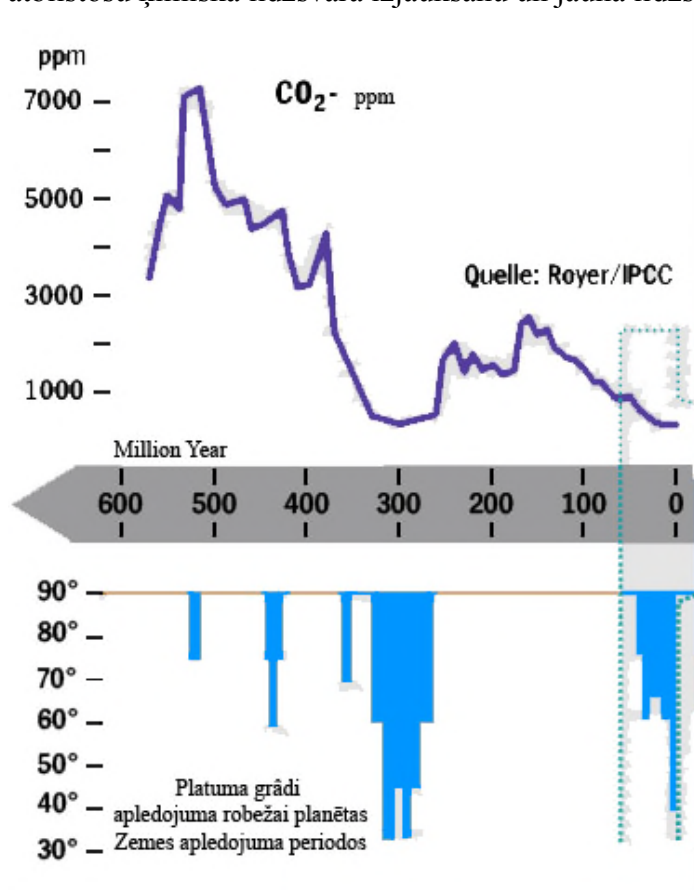 ppm
7000
CO₂- ppm
5000
Quelle: Royer/IPCC
3000
1000
Million Year
600 500 400 300 200 100 0
90°
80°
70°
60°
50°
40°
30°
Platuma grâdi
apledojuma robežai planētas
Zemes apledojuma periodos